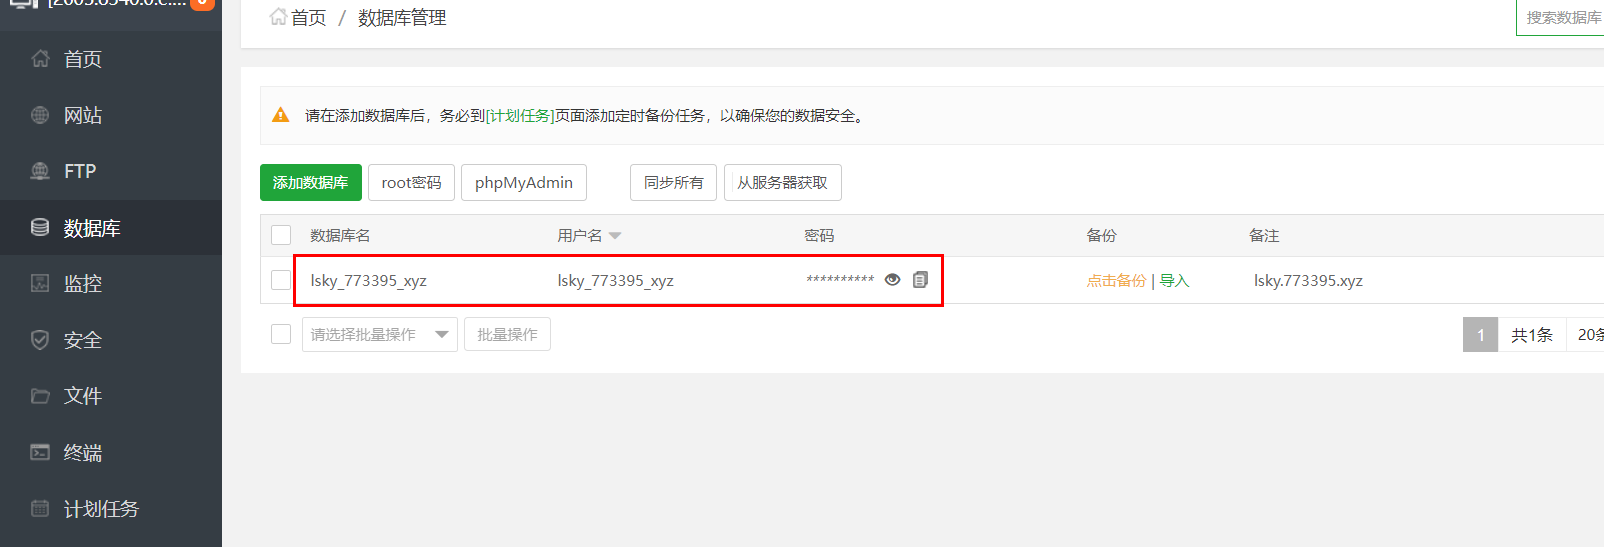 首页 / 数据库管理
搜索数据库
首页
网站
FTP
数据库
监控
安全
文件
终端
计划任务
请在添加数据库后，务必到[计划任务]页面添加定时备份任务，以确保您的数据安全。
添加数据库 root密码 phpMyAdmin 同步所有 从服务器获取
数据库名 用户名 密码 备份 备注
lsky_773395_xyz lsky_773395_xyz ********** 点击备份 | 导入 lsky.773395.xyz
请选择批量操作 批量操作 1 共1条 20条